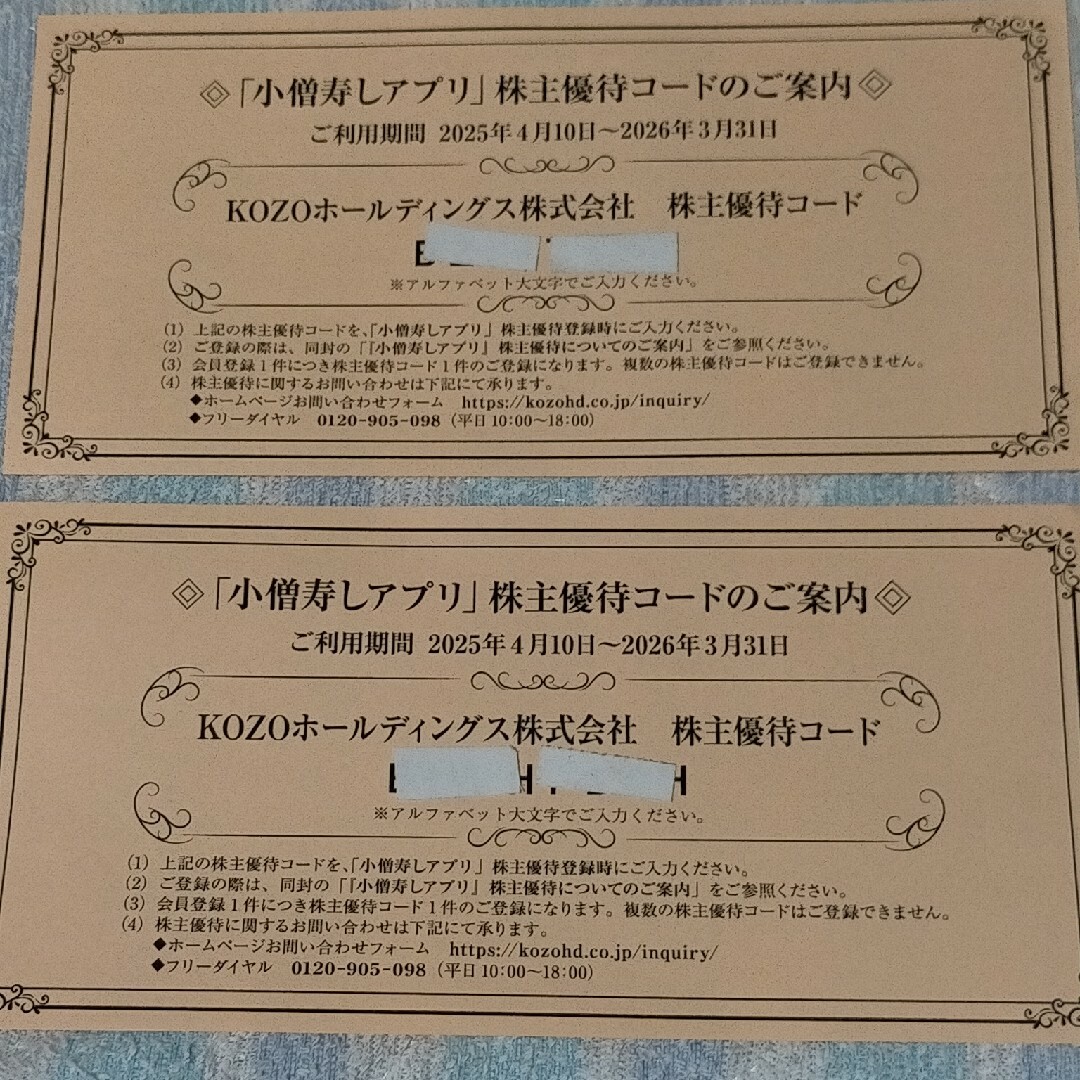 ◇「小僧寿しアプリ」株主優待コードのご案内◇
ご利用期間 2025年4月10日～2026年3月31日
KOZOホールディングス株式会社　株主優待コード
※アルファベット大文字でご入力ください。
(1) 上記の株主優待コードを、「小僧寿しアプリ」株主優待登録時にご入力ください。
(2) ご登録の際は、同封の「『小僧寿しアプリ』株主優待についてのご案内」をご参照ください。
(3) 会員登録1件につき株主優待コード1件のご登録になります。複数の株主優待コードはご登録できません。
(4) 株主優待に関するお問い合わせは下記にて承ります。
◆ホームページお問い合わせフォーム　https://kozohd.co.jp/inquiry/
◆フリーダイヤル　0120-905-098（平日10:00～18:00）
◇「小僧寿しアプリ」株主優待コードのご案内◇
ご利用期間 2025年4月10日～2026年3月31日
KOZOホールディングス株式会社　株主優待コード
※アルファベット大文字でご入力ください。
(1) 上記の株主優待コードを、「小僧寿しアプリ」株主優待登録時にご入力ください。
(2) ご登録の際は、同封の「『小僧寿しアプリ』株主優待についてのご案内」をご参照ください。
(3) 会員登録1件につき株主優待コード1件のご登録になります。複数の株主優待コードはご登録できません。
(4) 株主優待に関するお問い合わせは下記にて承ります。
◆ホームページお問い合わせフォーム　https://kozohd.co.jp/inquiry/
◆フリーダイヤル　0120-905-098（平日10:00～18:00）